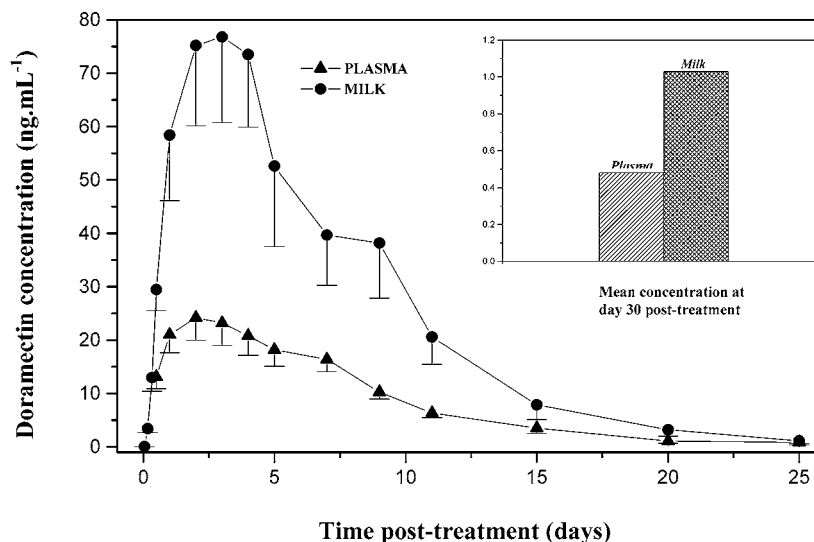 Doramectin concentration (ng.mL⁻¹)
80
70
60
50
40
30
20
10
0
PLASMA
MILK
1.2
1.0
0.8
0.6
0.4
0.2
0.0
Plasma
Milk
Mean concentration at
day 30 post-treatment
0
5
10
15
20
25
Time post-treatment (days)